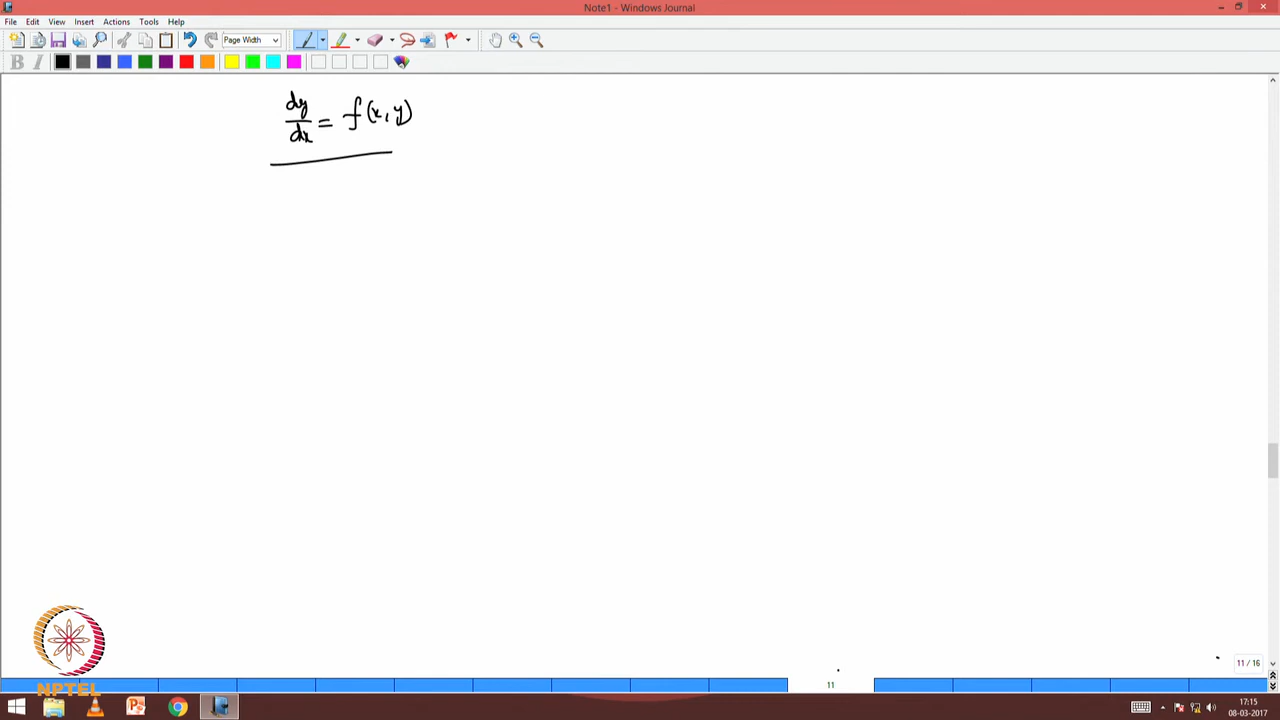 Note1 - Windows Journal
File Edit View Insert Actions Tools Help
Page Width
B I
dy/dx = f(x, y)
11 / 16
11
NPTEL
17:15
08-03-2017